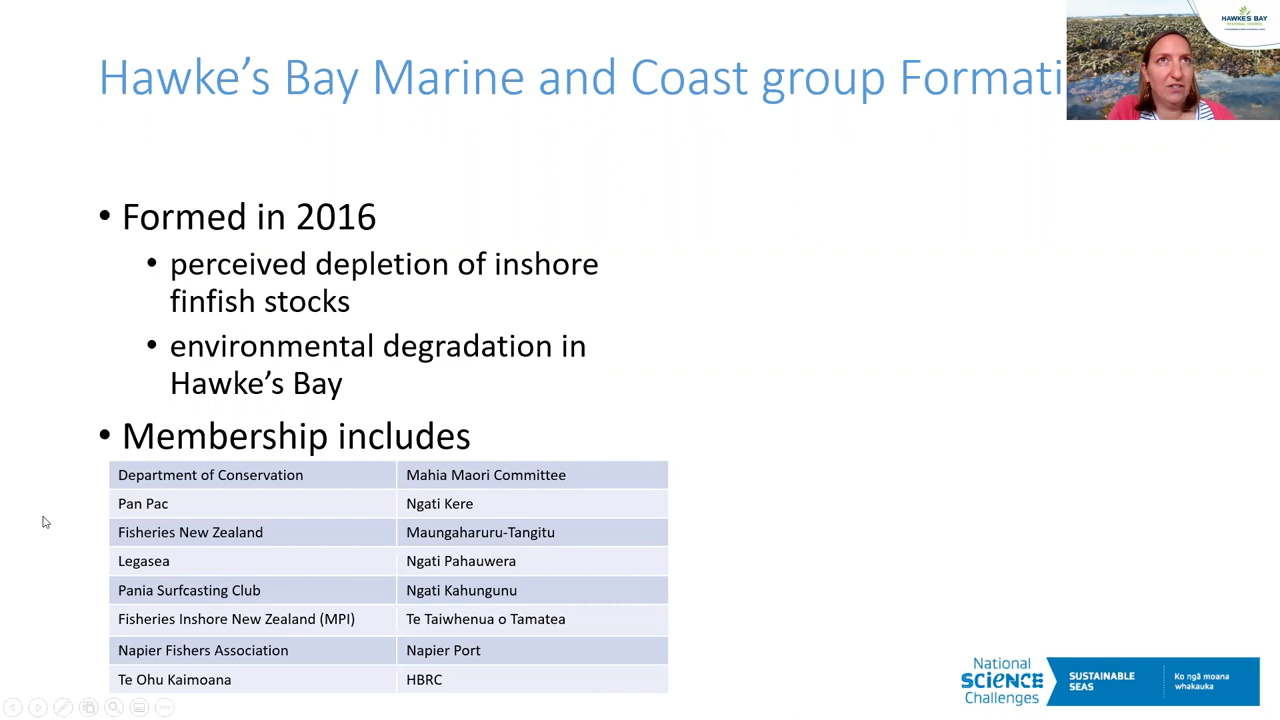 Hawke's Bay Marine and Coast group Formati
HAWKES BAY
• Formed in 2016
• perceived depletion of inshore
finfish stocks
• environmental degradation in
Hawke's Bay
• Membership includes
Department of Conservation Mahia Maori Committee
Pan Pac Ngati Kere
Fisheries New Zealand Maungaharuru-Tangitu
Legasea Ngati Pahauwera
Pania Surfcasting Club Ngati Kahungunu
Fisheries Inshore New Zealand (MPI) Te Taiwhenua o Tamatea
Napier Fishers Association Napier Port
Te Ohu Kaimoana HBRC
National
SCiENCE
Challenges
SUSTAINABLE
SEAS
Ko ngā moana
whakauka